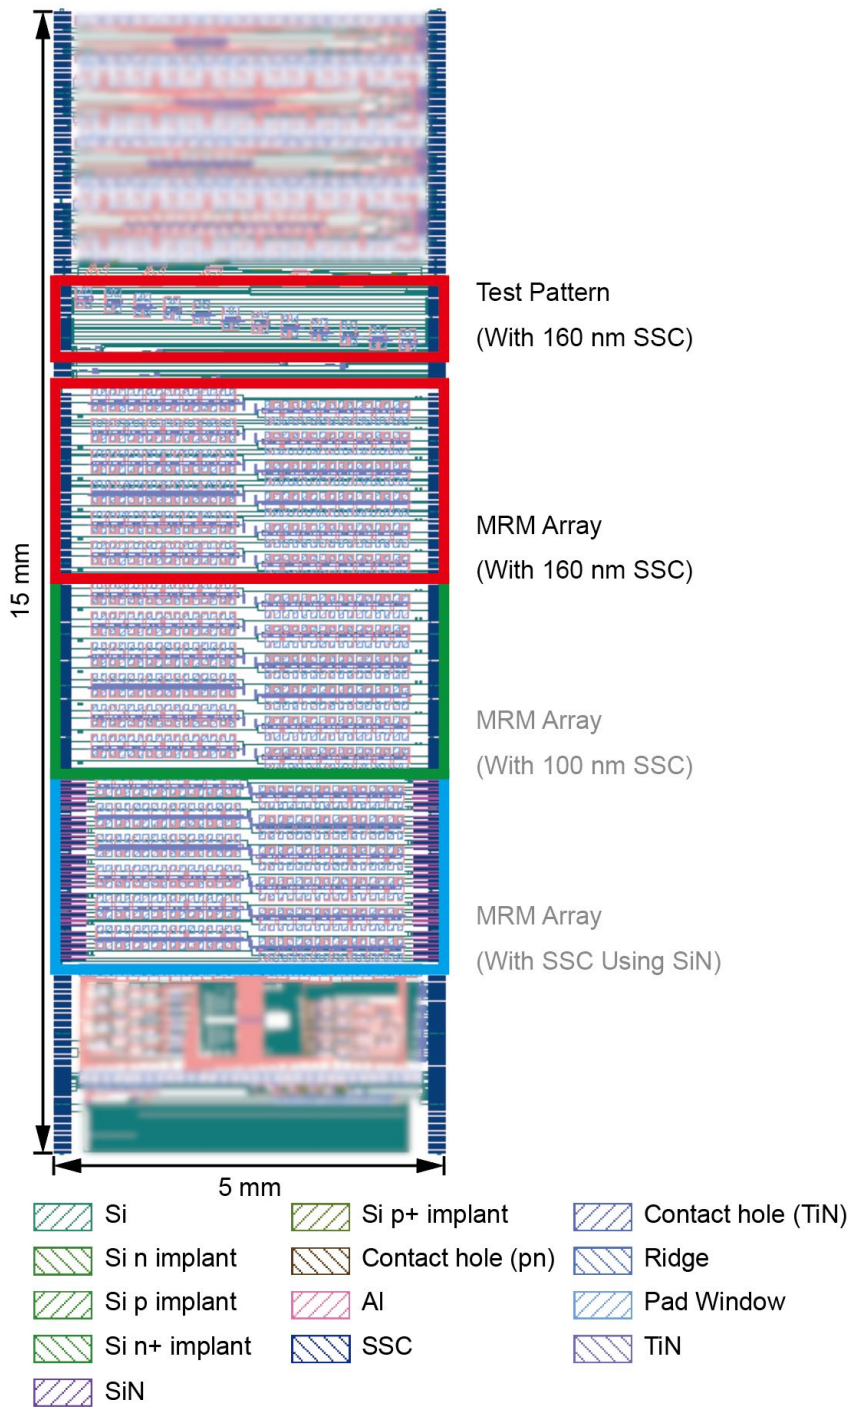 Test Pattern
(With 160 nm SSC)
MRM Array
(With 160 nm SSC)
15 mm
MRM Array
(With 100 nm SSC)
MRM Array
(With SSC Using SiN)
5 mm
Si
Si p+ implant
Contact hole (TiN)
Si n implant
Contact hole (pn)
Ridge
Si p implant
Al
Pad Window
Si n+ implant
SSC
TiN
SiN